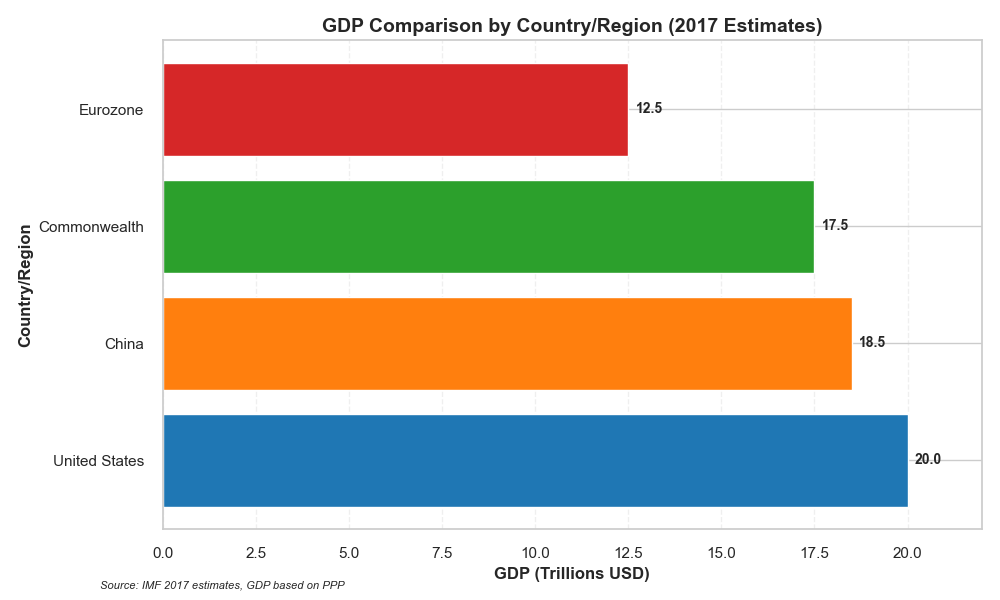 GDP Comparison by Country/Region (2017 Estimates)
Country/Region
Eurozone
12.5
Commonwealth
17.5
China
18.5
United States
20.0
0.0 2.5 5.0 7.5 10.0 12.5 15.0 17.5 20.0
GDP (Trillions USD)
Source: IMF 2017 estimates, GDP based on PPP